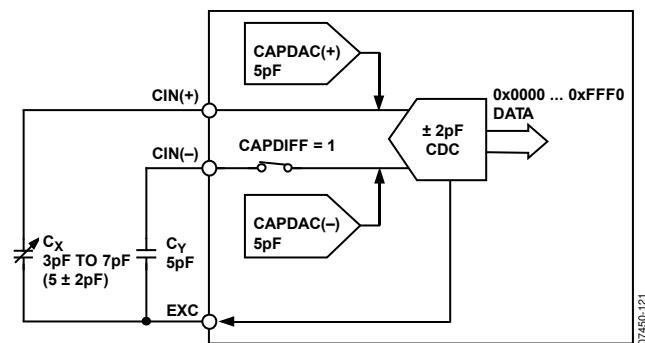 CAPDAC(+)
5pF
CIN(+)
0x0000 ... 0xFFF0
DATA
± 2pF
CDC
CIN(–)
CAPDIFF = 1
CAPDAC(–)
5pF
CX
3pF TO 7pF
(5 ± 2pF)
CY
5pF
EXC
07450-121